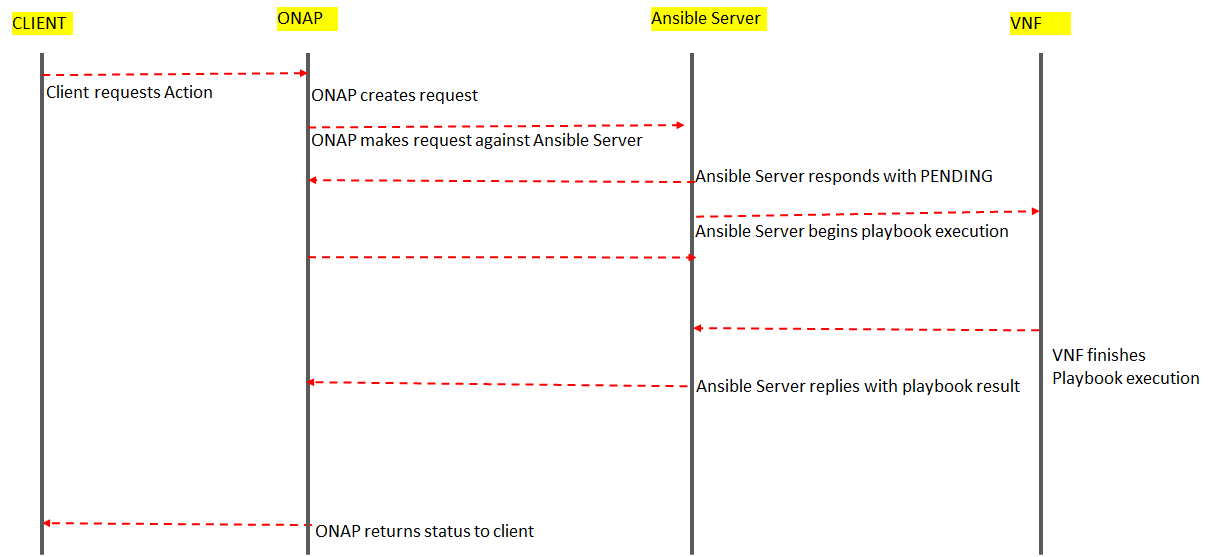 CLIENT
ONAP
Ansible Server
VNF
Client requests Action
ONAP creates request
ONAP makes request against Ansible Server
Ansible Server responds with PENDING
Ansible Server begins playbook execution
VNF finishes
Playbook execution
Ansible Server replies with playbook result
ONAP returns status to client